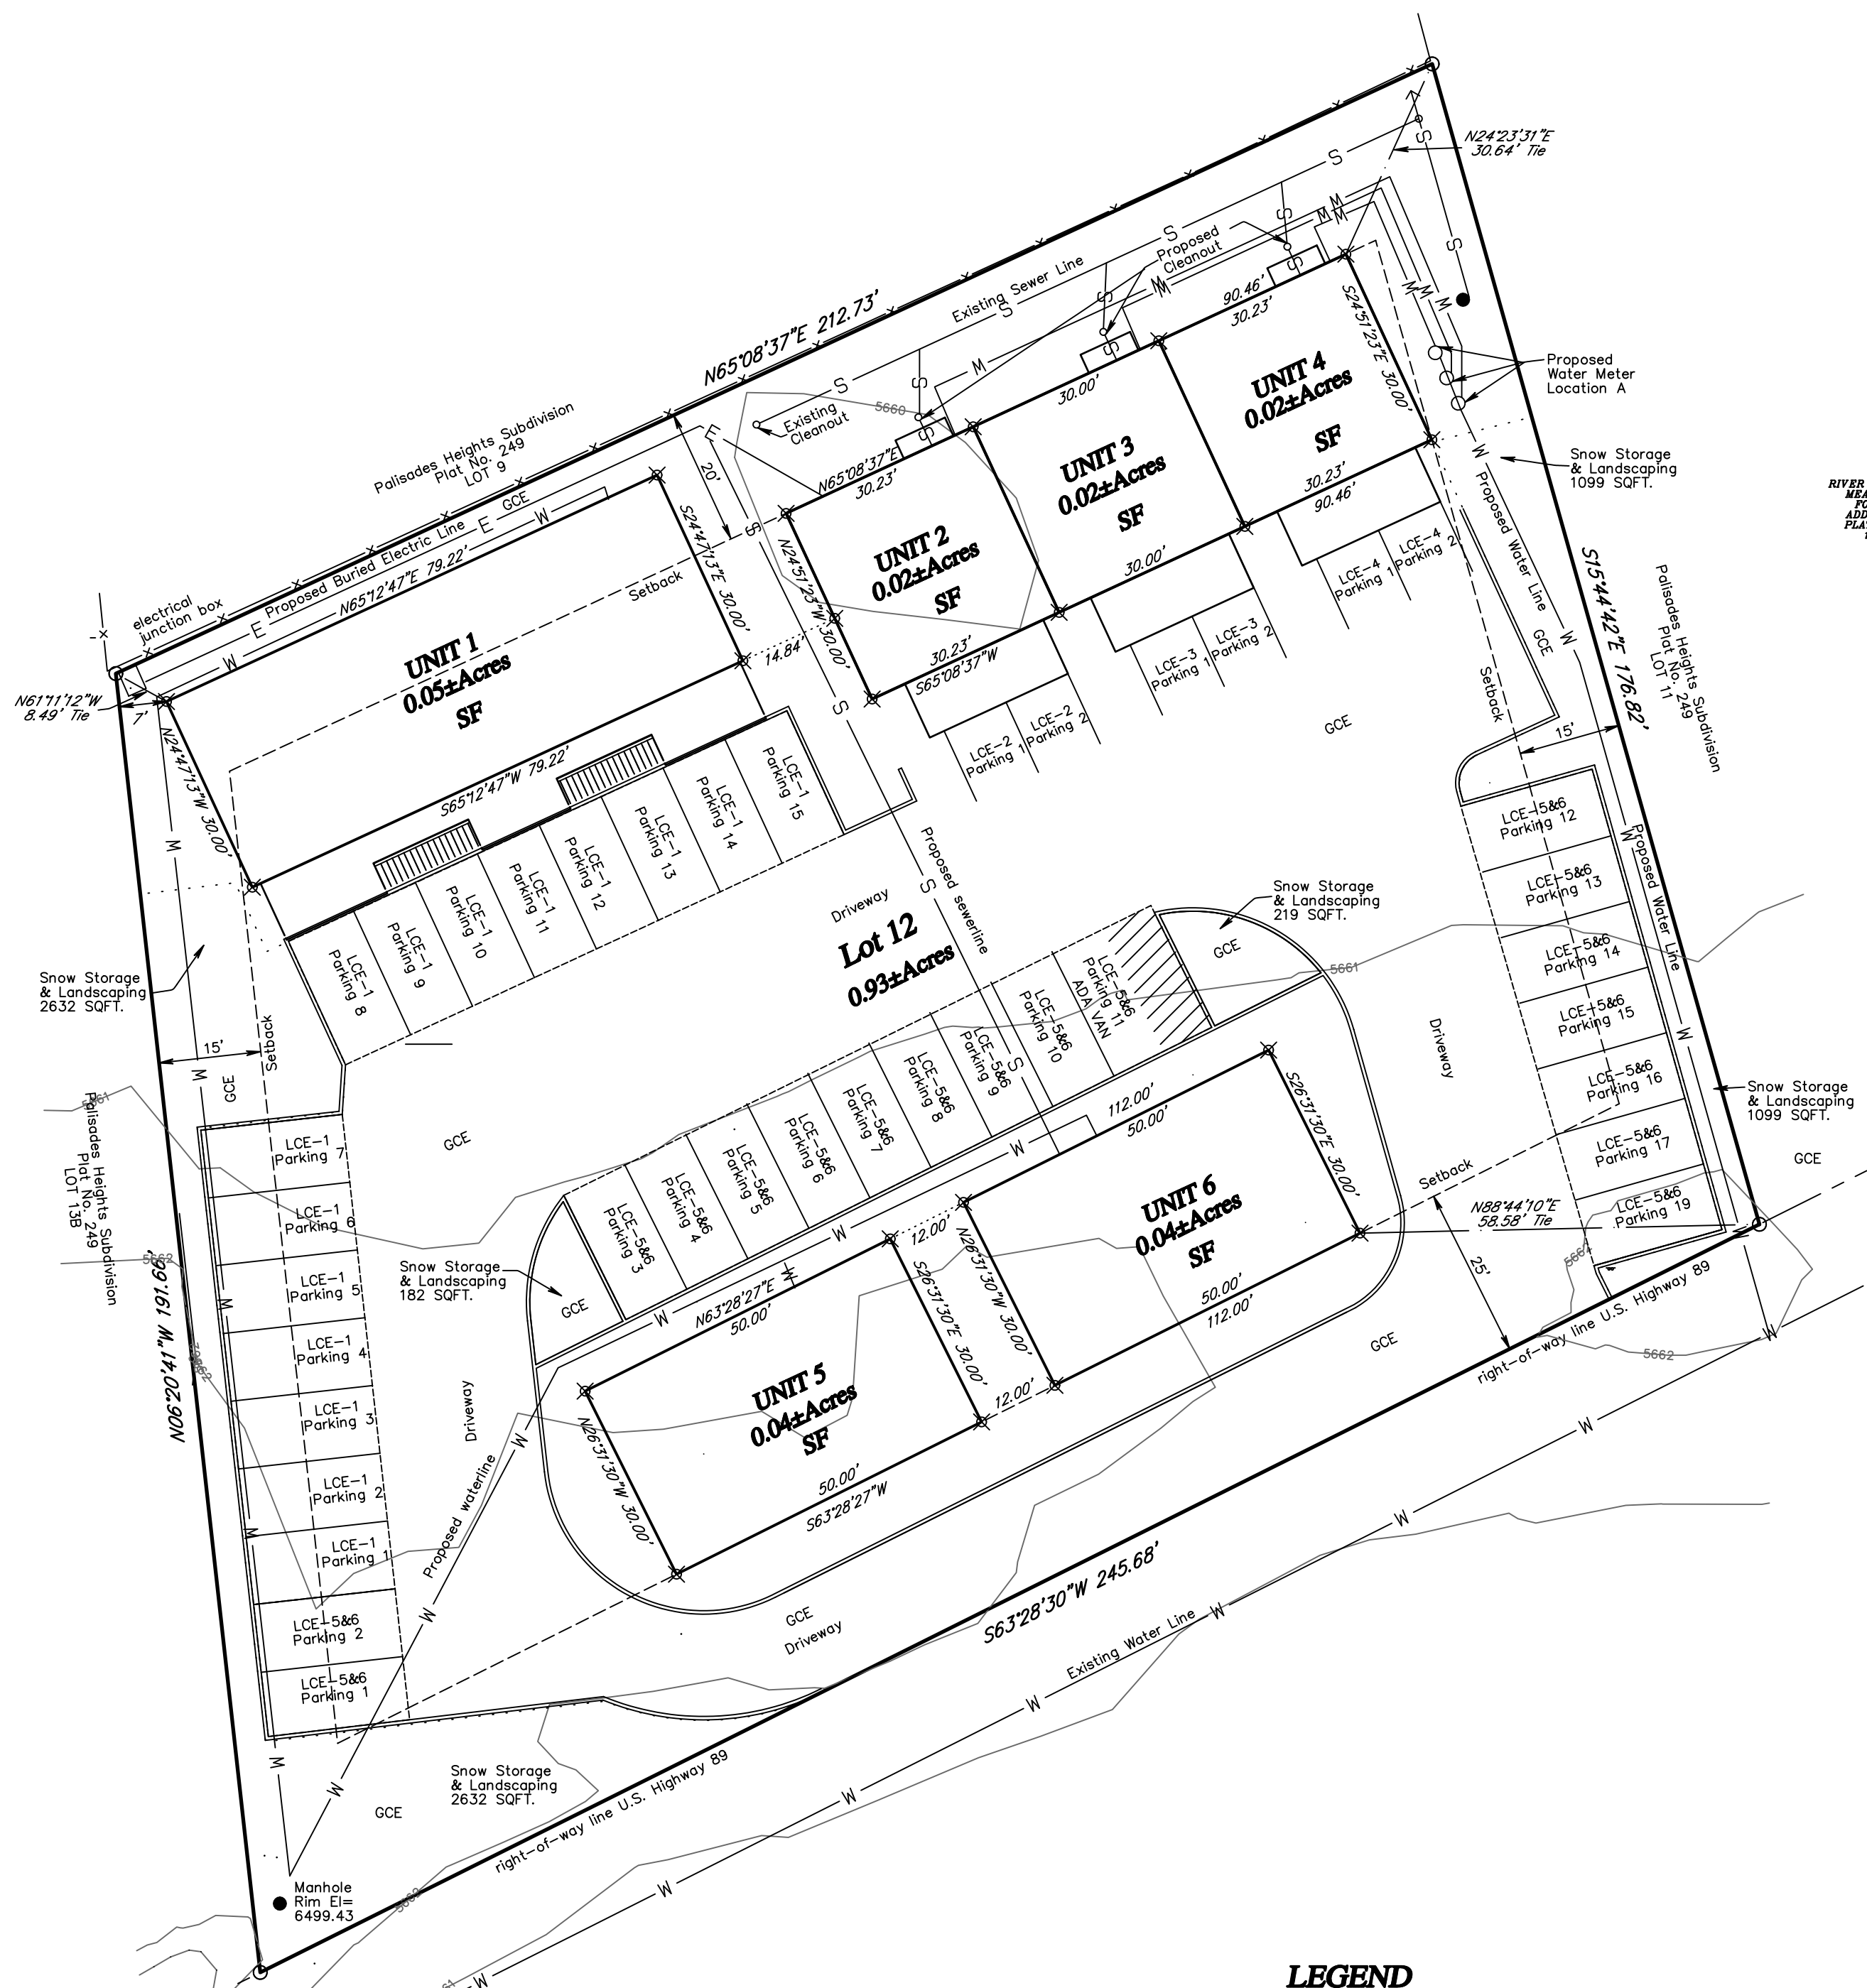 N24°23'31"E
30.64' Tie
N65°08'37"E 212.73'
Existing Sewer Line
Proposed
Cleanout
Existing
Cleanout
Palisades Heights Subdivision
Plat No. 249
LOT 9
Proposed Buried Electric Line
GCE
electrical
junction box
N61°11'12"W
8.49' Tie
7'
20'
5660
N65°12'47"E 79.22'
S24°47'13"E 30.00'
N24°47'13"W 30.00'
S65°12'47"W 79.22'
UNIT 1
0.05±Acres
SF
Setback
14.84'
N65°08'37"E
30.23'
N24°51'23"W 30.00'
UNIT 2
0.02±Acres
SF
30.23'
S65°08'37"W
30.00'
UNIT 3
0.02±Acres
SF
30.00'
90.46'
30.23'
S24°51'23"E 30.00'
UNIT 4
0.02±Acres
SF
30.23'
90.46'
Proposed
Water Meter
Location A
Snow Storage
& Landscaping
1099 SQFT.
Proposed Water Line
GCE
Setback
S15°44'42"E 176.82'
Palisades Heights Subdivision
Plat No. 249
LOT 11
15'
LCE-2
Parking 1
LCE-2
Parking 2
LCE-3
Parking 1
LCE-3
Parking 2
LCE-4
Parking 1
LCE-4
Parking 2
GCE
LCE-1
Parking 8
LCE-1
Parking 9
LCE-1
Parking 10
LCE-1
Parking 11
LCE-1
Parking 12
LCE-1
Parking 13
LCE-1
Parking 14
LCE-1
Parking 15
Proposed sewerline
Driveway
Lot 12
0.93±Acres
Snow Storage
& Landscaping
2632 SQFT.
15'
Setback
GCE
5661
Palisades Heights Subdivision
Plat No. 249
LOT 13B
5662
N06°20'41"W 191.99'
5662
LCE-1
Parking 7
LCE-1
Parking 6
LCE-1
Parking 5
LCE-1
Parking 4
LCE-1
Parking 3
LCE-1
Parking 2
LCE-1
Parking 1
LCE-5&6
Parking 2
LCE-5&6
Parking 1
GCE
Driveway
Proposed waterline
Snow Storage
& Landscaping
182 SQFT.
GCE
LCE-5&6
Parking 3
LCE-5&6
Parking 4
LCE-5&6
Parking 5
LCE-5&6
Parking 6
LCE-5&6
Parking 7
LCE-5&6
Parking 8
LCE-5&6
Parking 9
LCE-5&6
Parking 10
LCE-5&6
Parking 11
ADA VAN
Snow Storage
& Landscaping
219 SQFT.
GCE
5661
Driveway
Proposed Water Line
LCE-5&6
Parking 12
LCE-5&6
Parking 13
LCE-5&6
Parking 14
LCE-5&6
Parking 15
LCE-5&6
Parking 16
LCE-5&6
Parking 17
LCE-5&6
Parking 19
Snow Storage
& Landscaping
1099 SQFT.
GCE
112.00'
50.00'
S26°31'30"E 30.00'
N26°31'30"W 30.00'
UNIT 6
0.04±Acres
SF
50.00'
112.00'
12.00'
N63°28'27"E
50.00'
S26°31'30"E 30.00'
N26°31'30"W 30.00'
UNIT 5
0.04±Acres
SF
50.00'
S63°28'27"W
12.00'
Setback
N88°44'10"E
58.58' Tie
25'
5662
5662
GCE
right-of-way line U.S. Highway 89
GCE
Driveway
S63°28'30"W 245.68'
Existing Water Line
Snow Storage
& Landscaping
2632 SQFT.
GCE
right-of-way line U.S. Highway 89
Manhole
Rim El=
6499.43
5662
LEGEND